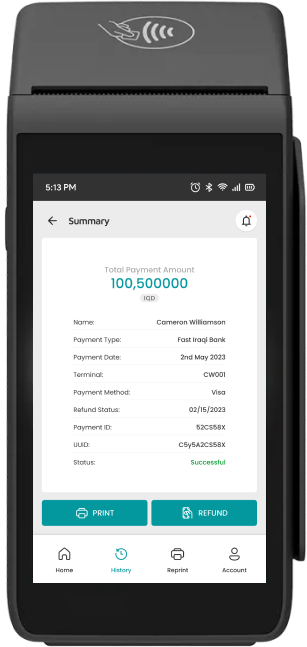 5:13 PM
Summary
Total Payment Amount
100,500000
IQD
Name: Cameron Williamson
Payment Type: Fast Iraqi Bank
Payment Date: 2nd May 2023
Terminal: CW001
Payment Method: Visa
Refund Status: 02/15/2023
Payment ID: 52CS58X
UUID: C5y5A2CS58X
Status: Successful
PRINT REFUND
Home History Reprint Account